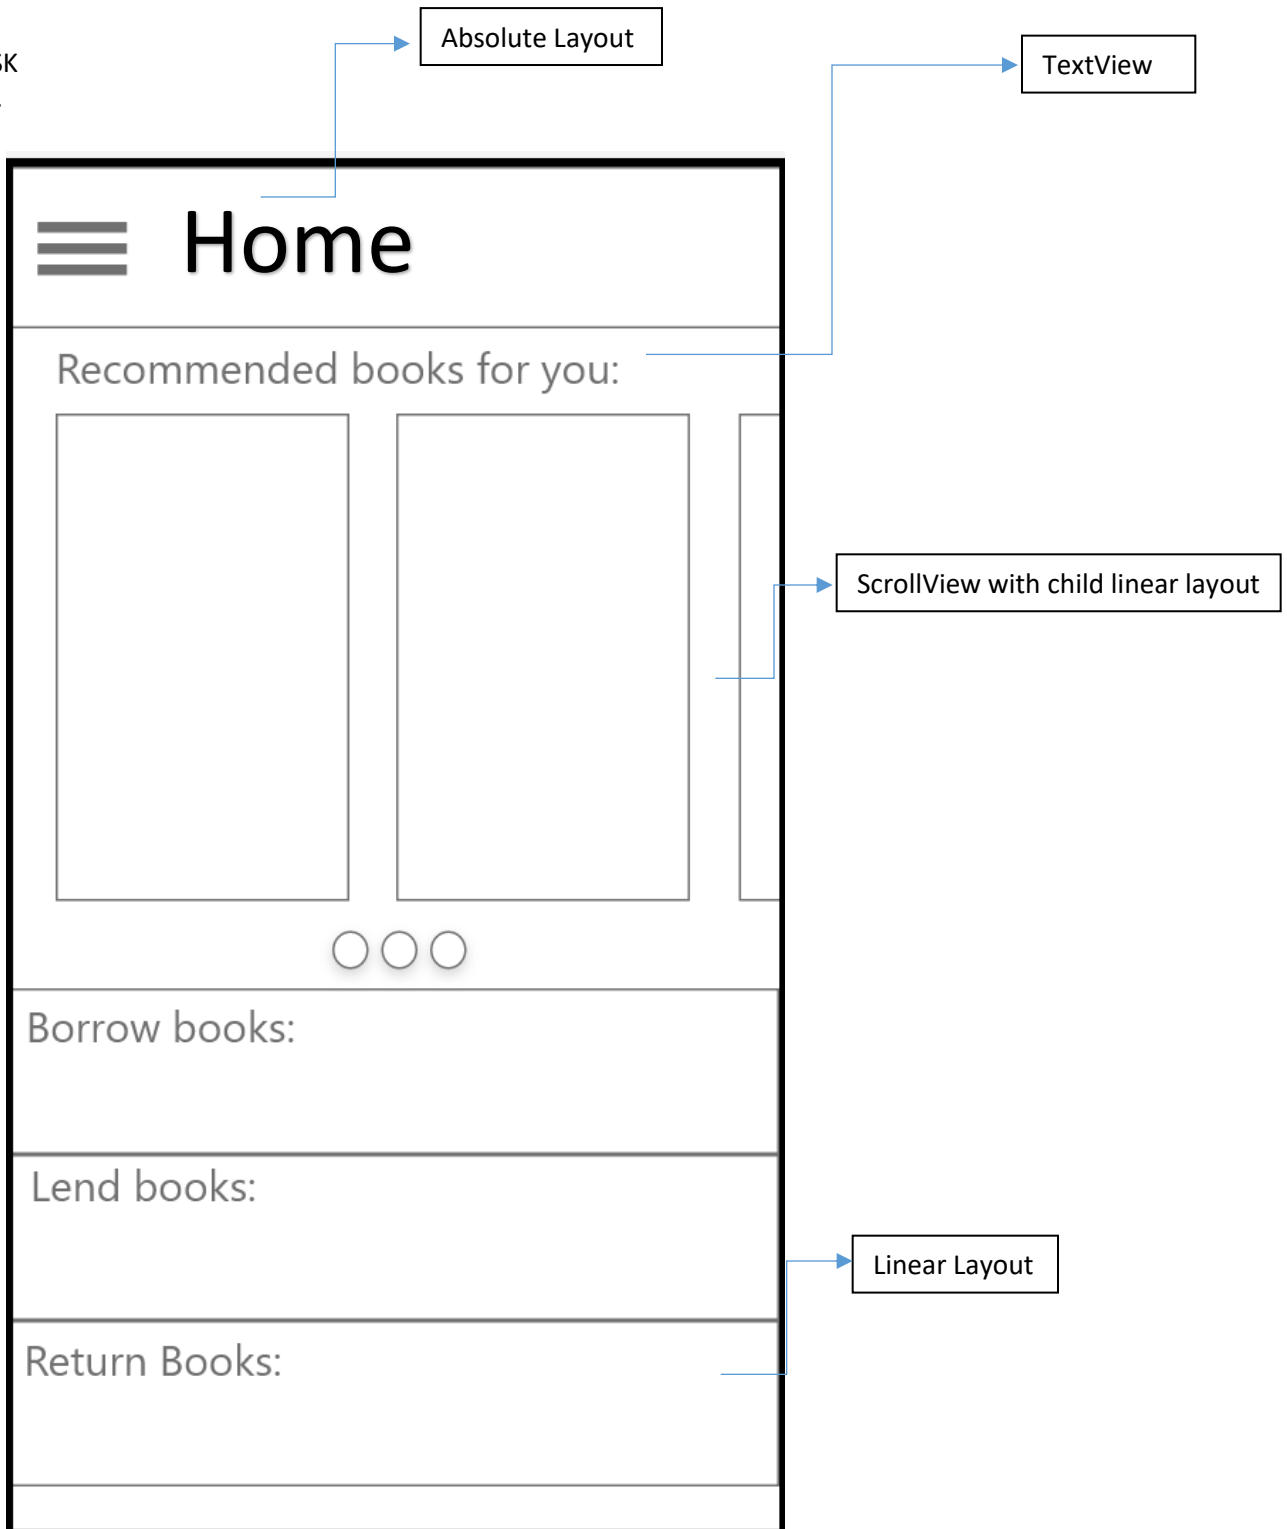 Absolute Layout
SK
TextView
Home
Recommended books for you:
ScrollView with child linear layout
Borrow books:
Lend books:
Linear Layout
Return Books: